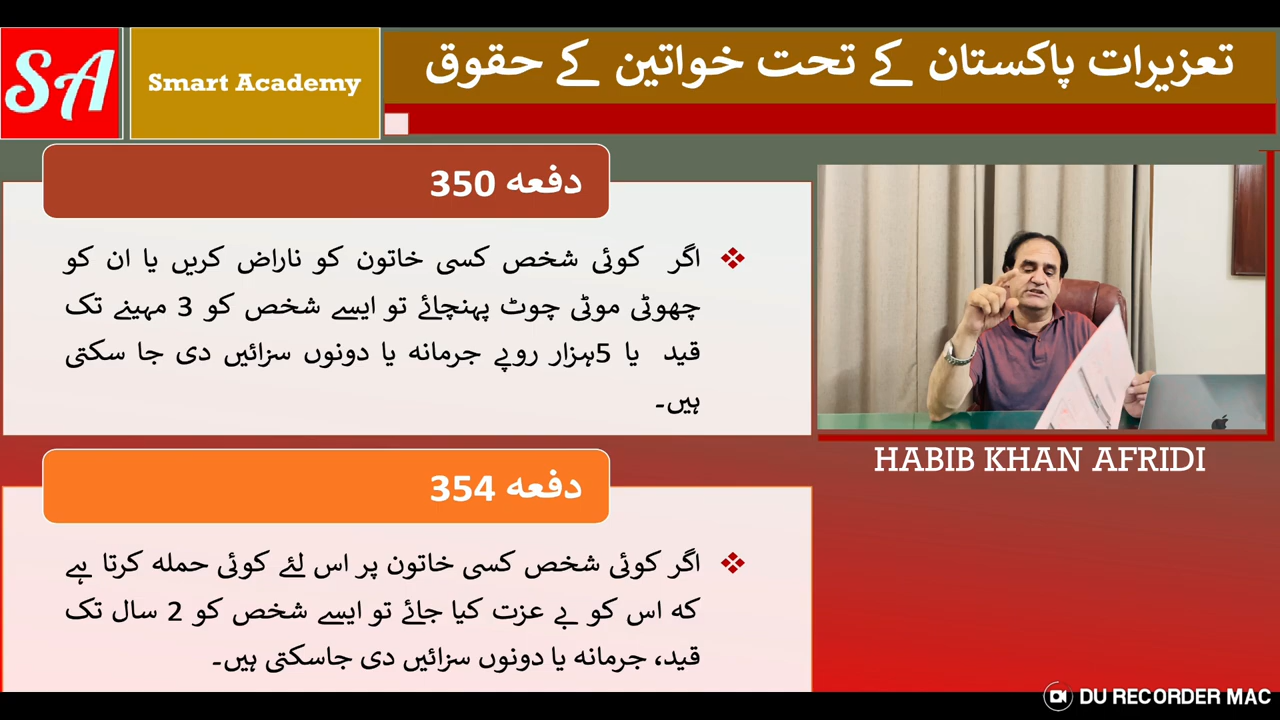 SA
Smart Academy
تعزیرات پاکستان کے تحت خواتین کے حقوق
دفعہ 350
اگر کوئی شخص کسی خاتون کو ناراض کریں یا ان کو
چھوٹی موٹی چوٹ پہنچائے تو ایسے شخص کو 3 مہینے تک
قید یا 5ہزار روپے جرمانہ یا دونوں سزائیں دی جا سکتی
ہیں۔
HABIB KHAN AFRIDI
دفعہ 354
اگر کوئی شخص کسی خاتون پر اس لئے کوئی حملہ کرتا ہے
کہ اس کو بے عزت کیا جائے تو ایسے شخص کو 2 سال تک
قید، جرمانہ یا دونوں سزائیں دی جاسکتی ہیں۔
DU RECORDER MAC